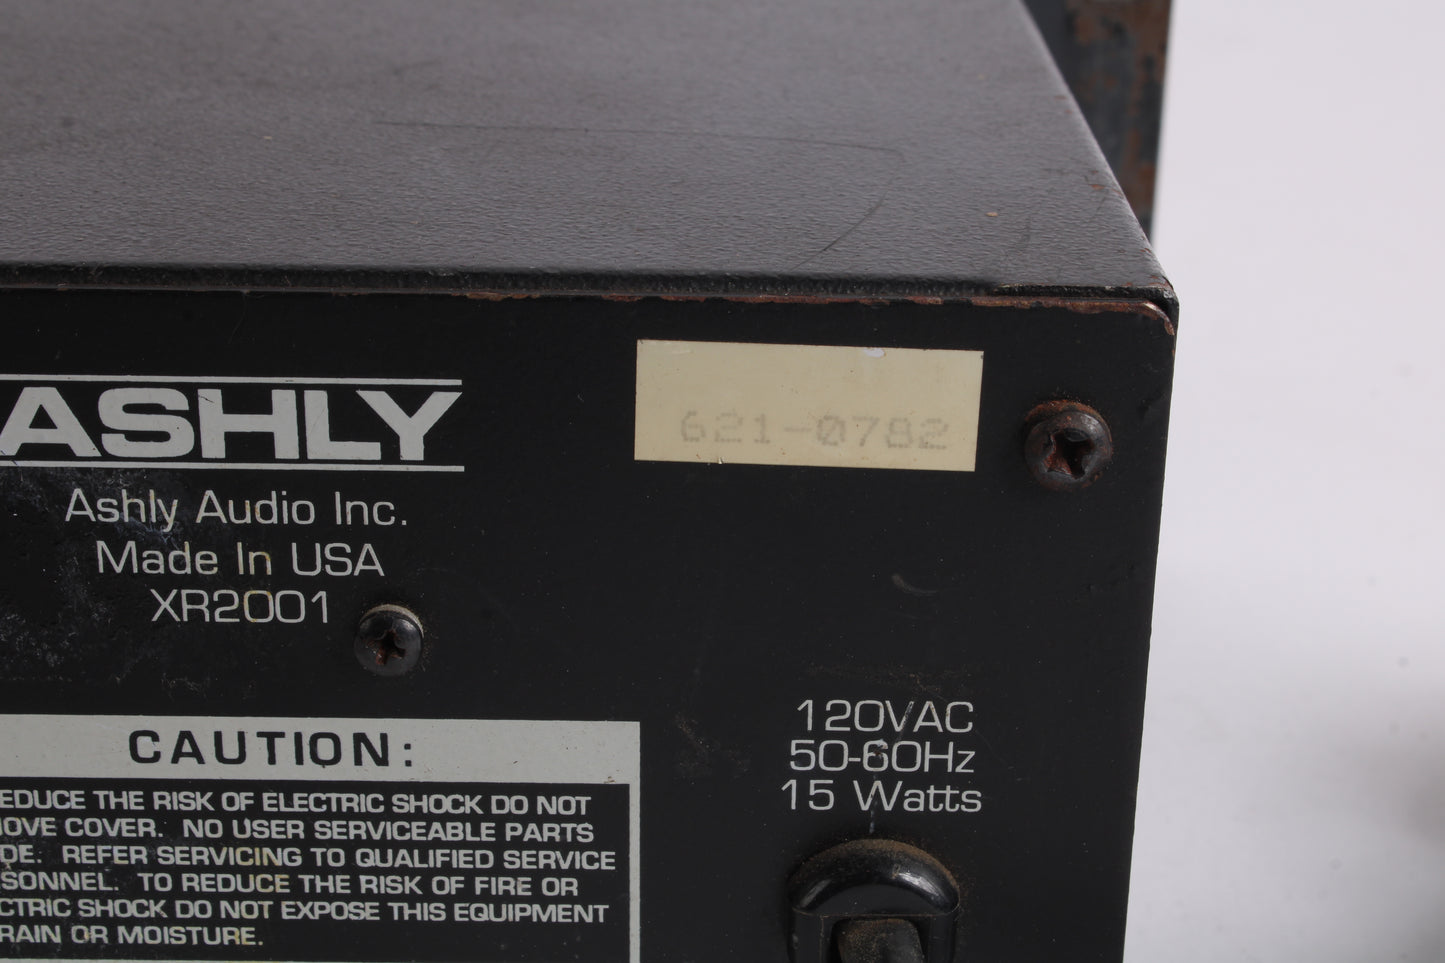 ASHLY
621-0782
Ashly Audio Inc.
Made In USA
XR2001
120VAC
50-60Hz
15 Watts
CAUTION:
EDUCE THE RISK OF ELECTRIC SHOCK DO NOT
OVE COVER. NO USER SERVICEABLE PARTS
DE. REFER SERVICING TO QUALIFIED SERVICE
SONNEL. TO REDUCE THE RISK OF FIRE OR
CTRIC SHOCK DO NOT EXPOSE THIS EQUIPMENT
RAIN OR MOISTURE.